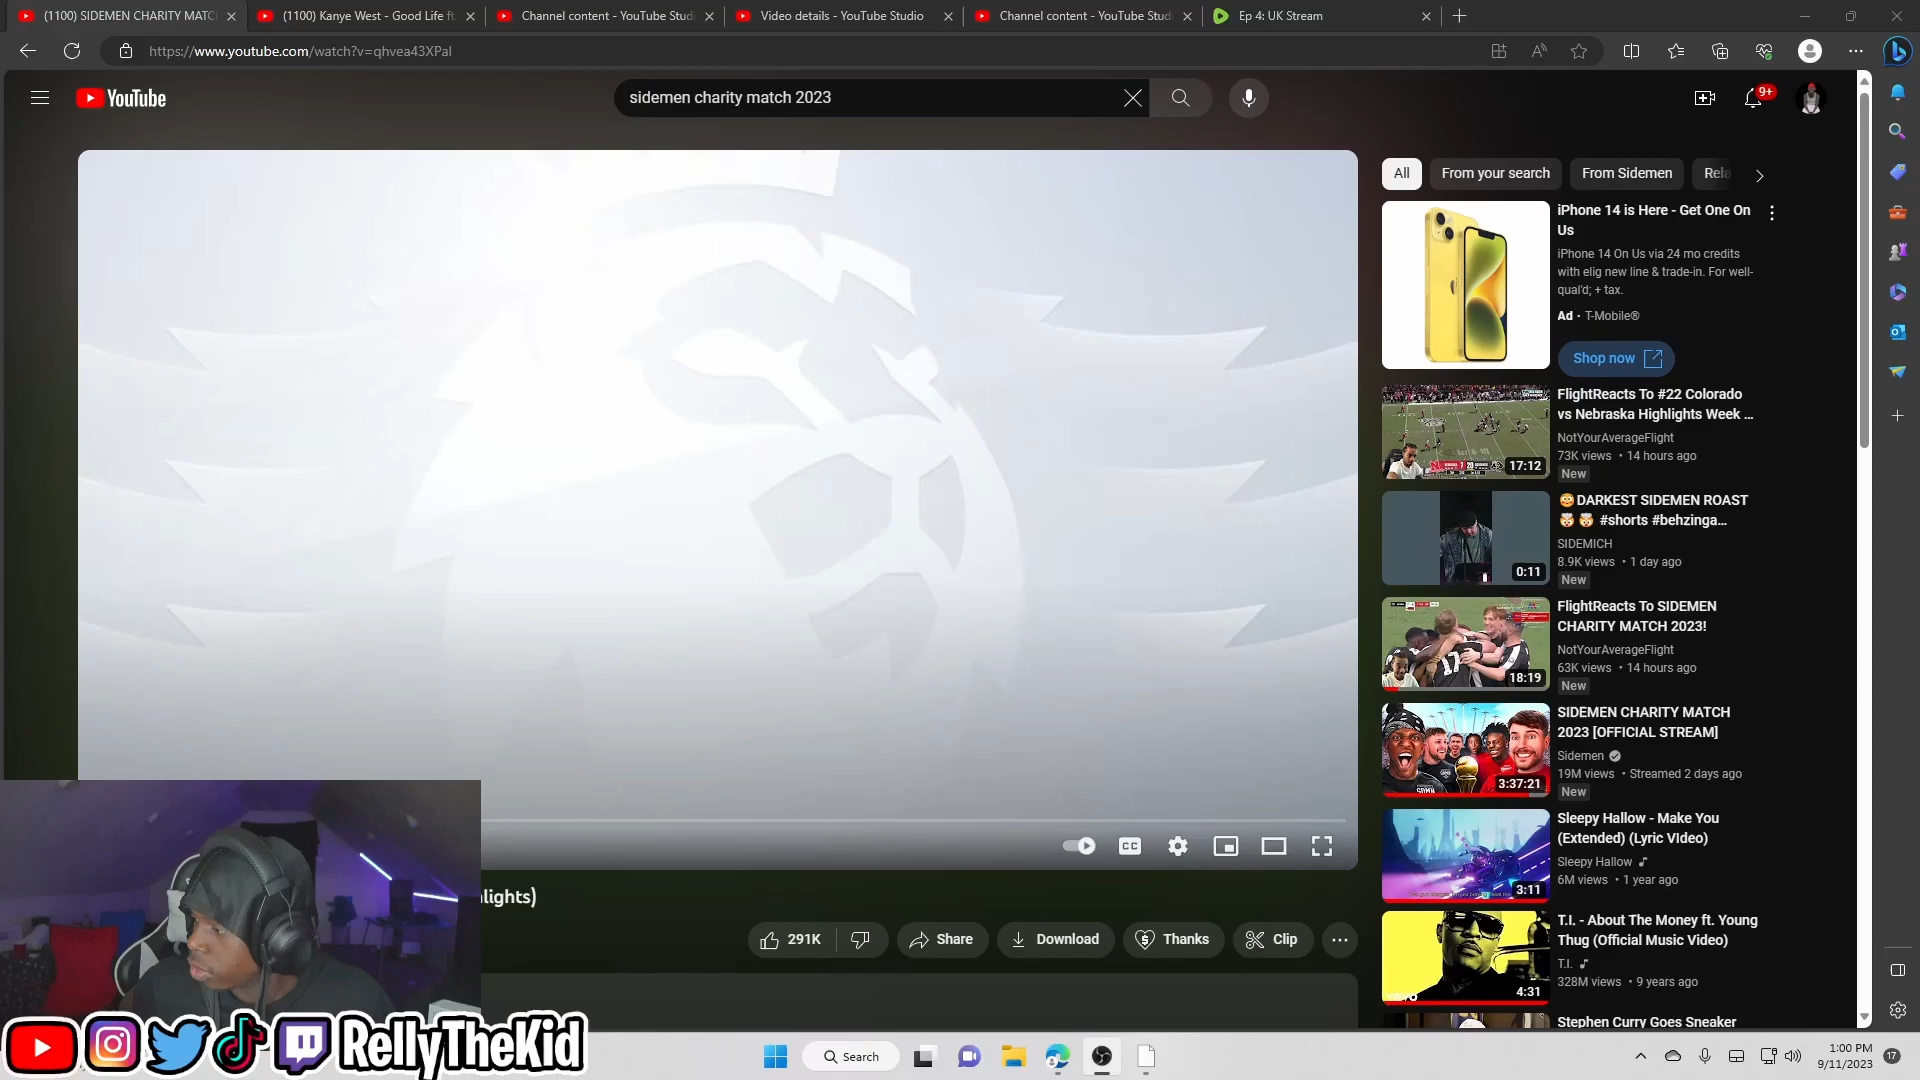 (1100) SIDEMEN CHARITY MATC
(1100) Kanye West - Good Life ft.
Channel content - YouTube Studi
Video details - YouTube Studio
Channel content - YouTube Studi
Ep 4: UK Stream
https://www.youtube.com/watch?v=qhvea43XPaI
YouTube
sidemen charity match 2023
9+
All
From your search
From Sidemen
Rela
iPhone 14 is Here - Get One On
Us
iPhone 14 On Us via 24 mo credits
with elig new line & trade-in. For well-
qual'd; + tax.
Ad · T-Mobile®
Shop now
FlightReacts To #22 Colorado
vs Nebraska Highlights Week ...
NotYourAverageFlight
73K views • 14 hours ago
New
17:12
😳DARKEST SIDEMEN ROAST
🤯🤯 #shorts #behzinga...
SIDEMICH
8.9K views • 1 day ago
New
0:11
FlightReacts To SIDEMEN
CHARITY MATCH 2023!
NotYourAverageFlight
63K views • 14 hours ago
New
18:19
SIDEMEN CHARITY MATCH
2023 [OFFICIAL STREAM]
Sidemen
19M views • Streamed 2 days ago
New
3:37:21
Sleepy Hallow - Make You
(Extended) (Lyric VIdeo)
Sleepy Hallow
6M views • 1 year ago
3:11
T.I. - About The Money ft. Young
Thug (Official Music Video)
T.I.
328M views • 9 years ago
4:31
Stephen Curry Goes Sneaker
CC
lights)
291K
Share
Download
Thanks
Clip
RellyTheKid
Search
1:00 PM
9/11/2023
17